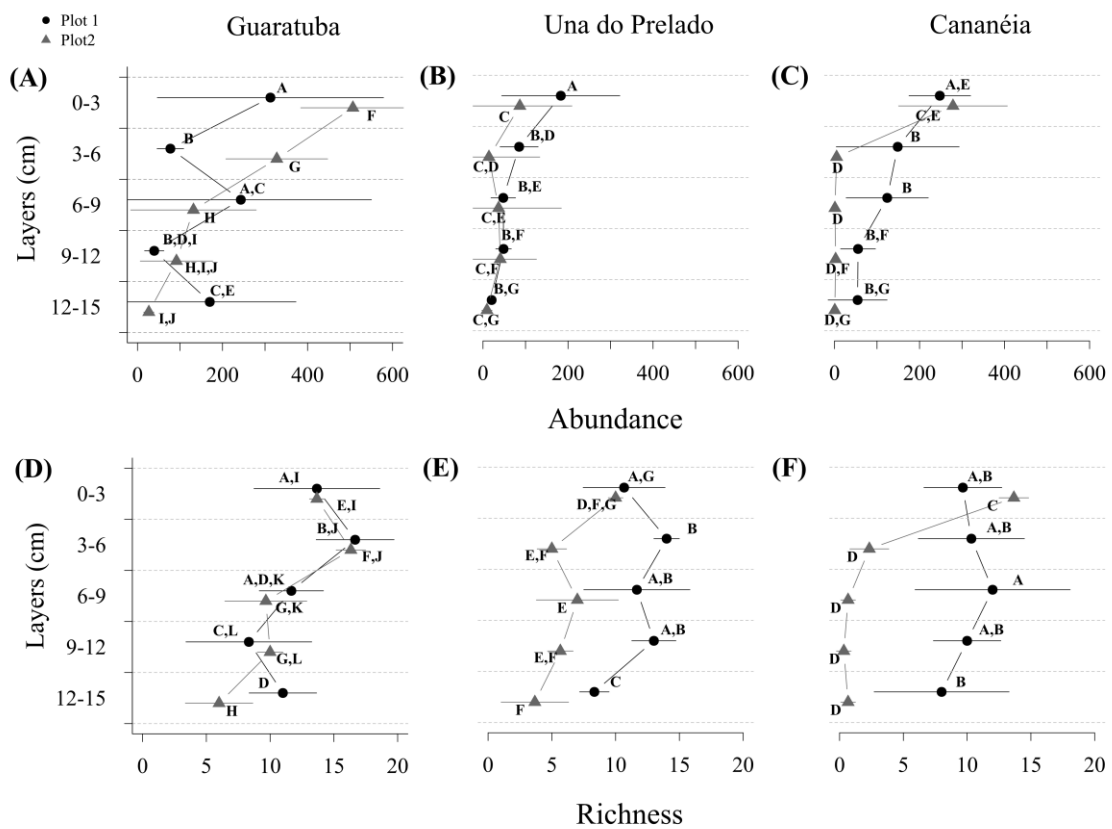 Plot 1
Plot2
Guaratuba
Una do Prelado
Cananéia
(A)
(B)
(C)
Layers (cm)
0-3
3-6
6-9
9-12
12-15
A
F
B
G
A,C
H
B,D,I
H,I,J
C,E
I,J
0 200 400 600
A
C
B,D
C,D
B,E
C,E
B,F
C,F
B,G
C,G
0 200 400 600
A,E
C,E
B
D
B
D
B,F
D,F
B,G
D,G
0 200 400 600
Abundance
(D)
(E)
(F)
Layers (cm)
0-3
3-6
6-9
9-12
12-15
A,I
E,I
B,J
F,J
A,D,K
G,K
C,L
G,L
D
H
0 5 10 15 20
A,G
D,F,G
B
E,F
A,B
E
A,B
E,F
C
F
0 5 10 15 20
A,B
C
A,B
D
A
D
A,B
D
B
D
0 5 10 15 20
Richness